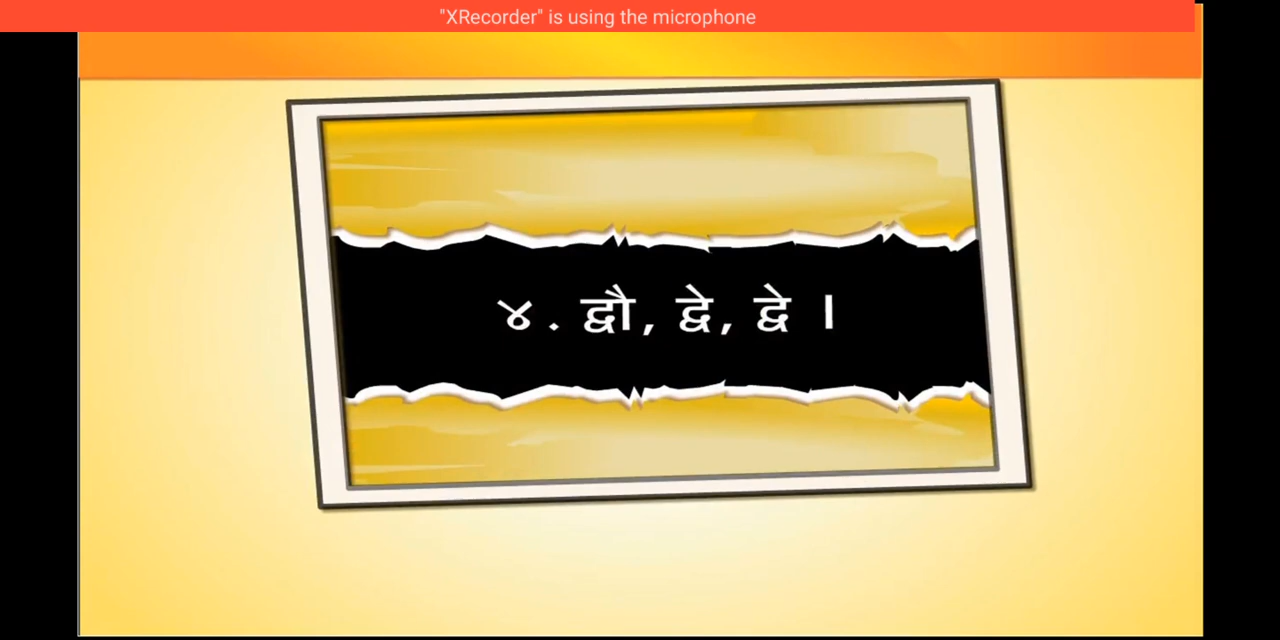 "XRecorder" is using the microphone
४. द्वौ, द्वे, द्वे ।